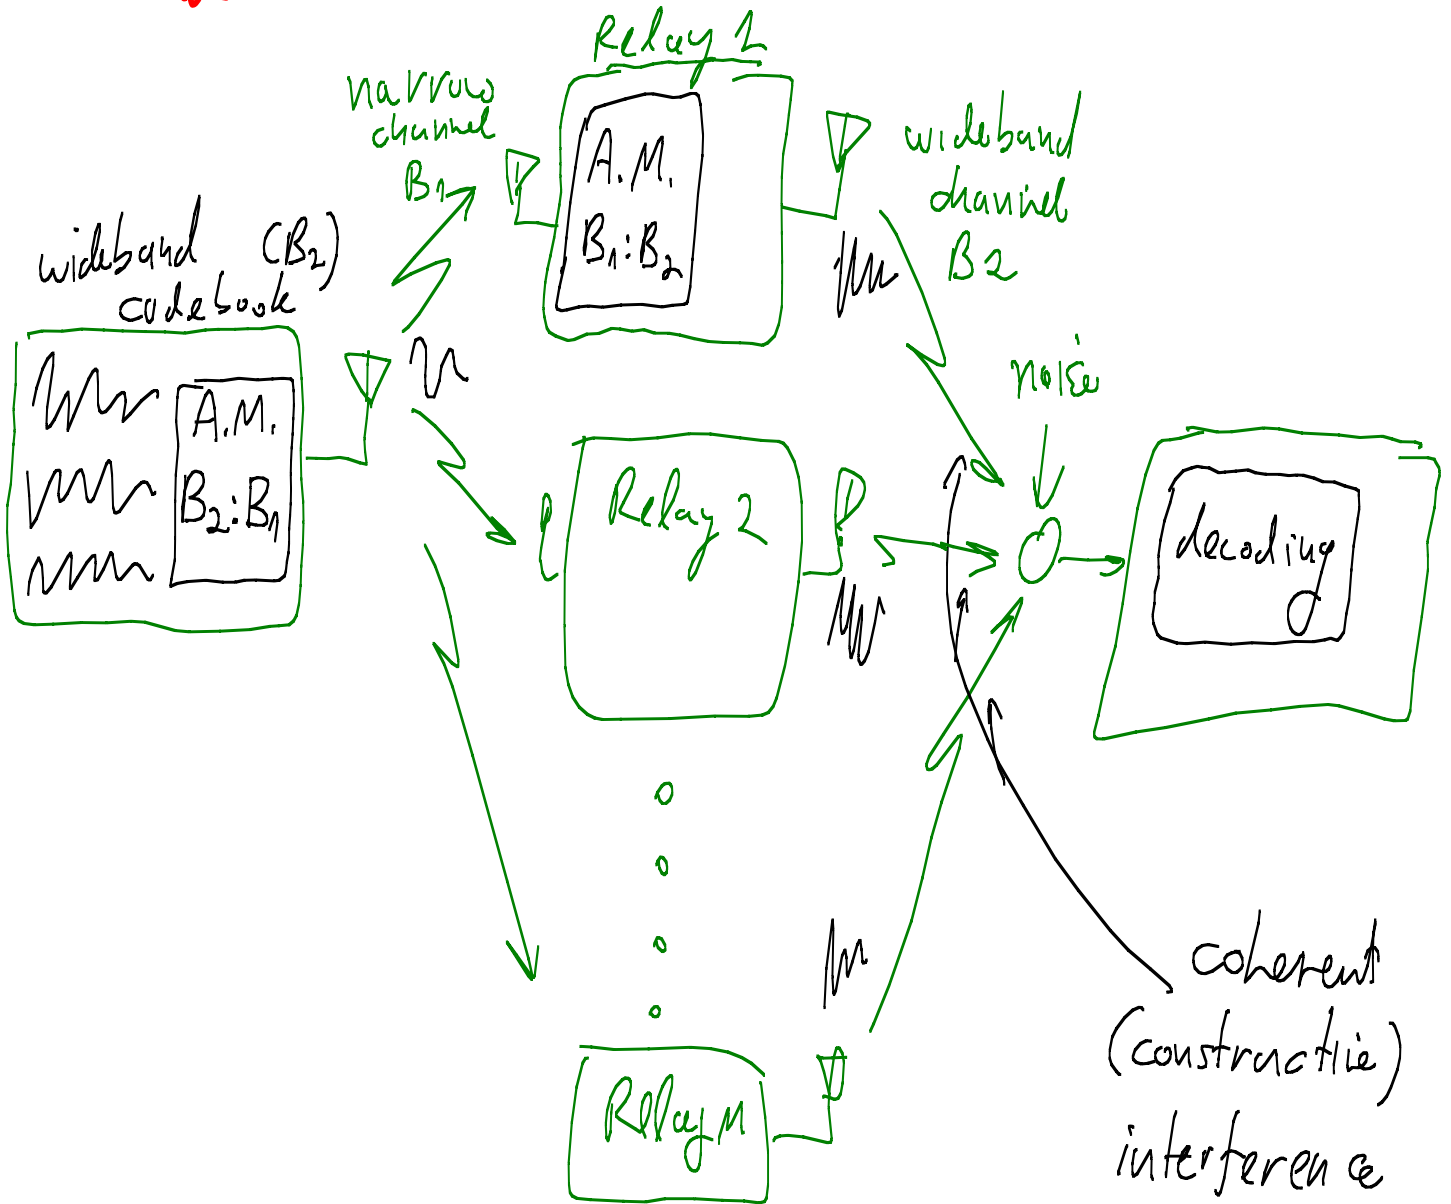 Relay 1
narrow
channel
B1
A.M.
B1:B2
wideband
channel
B2
wideband (B2)
codebook
A.M.
B2:B1
noise
Relay 2
decoding
coherent
(constructive)
interference
Relay M